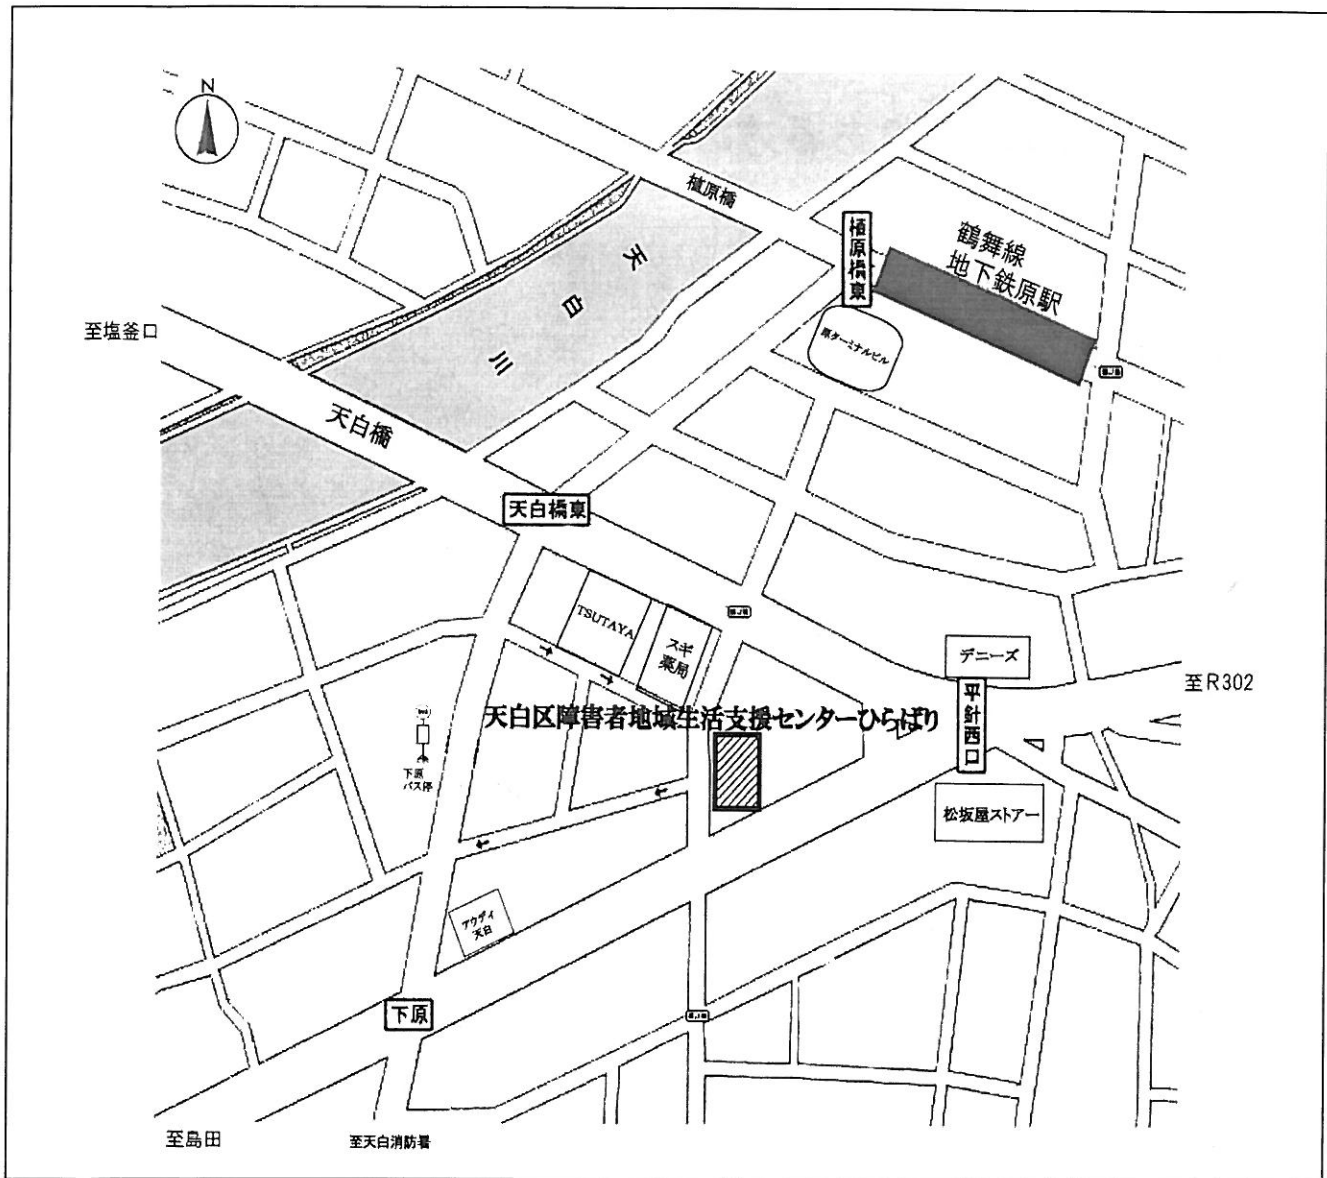 N
植原橋
植原橋東
鶴舞線
地下鉄原駅
天白川
原ターミナルビル
至塩釜口
天白橋
天白橋東
TSUTAYA
スギ
薬局
デニーズ
至R302
平針西口
天白区障害者地域生活支援センターひらばり
下原
バス停
松坂屋ストアー
アウディ
天白
下原
至島田
至天白消防署